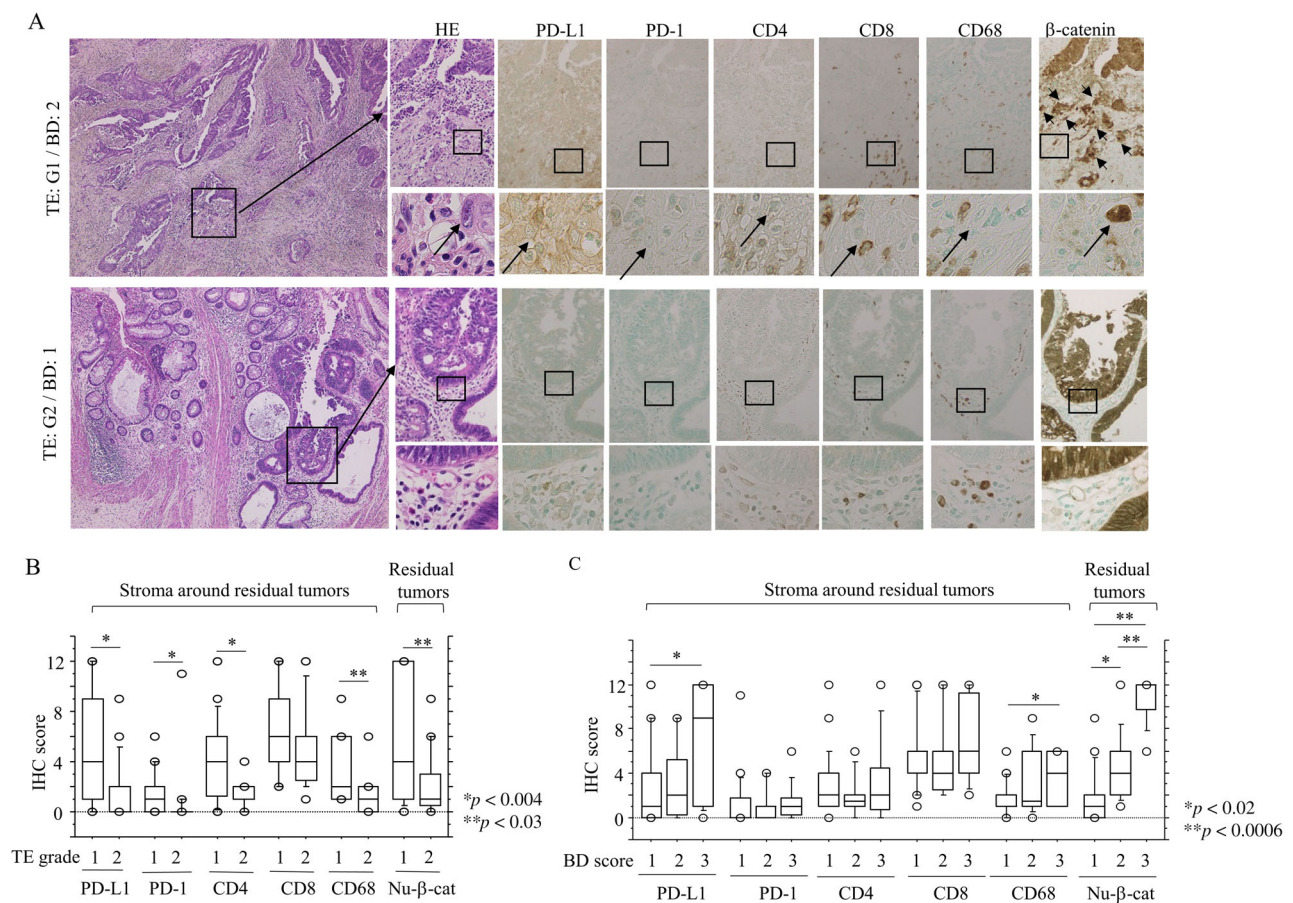 A
HE PD-L1 PD-1 CD4 CD8 CD68 β-catenin
TE: G1 / BD: 2
TE: G2 / BD: 1
B
Stroma around residual tumors
Residual
tumors
* * * ** **
12
8
4
0
IHC score
*p < 0.004
**p < 0.03
TE grade 1 2 1 2 1 2 1 2 1 2 1 2
PD-L1 PD-1 CD4 CD8 CD68 Nu-β-cat
C
Stroma around residual tumors
Residual
tumors
**
**
* * *
12
8
4
0
IHC score
*p < 0.02
**p < 0.0006
BD score 1 2 3 1 2 3 1 2 3 1 2 3 1 2 3 1 2 3
PD-L1 PD-1 CD4 CD8 CD68 Nu-β-cat